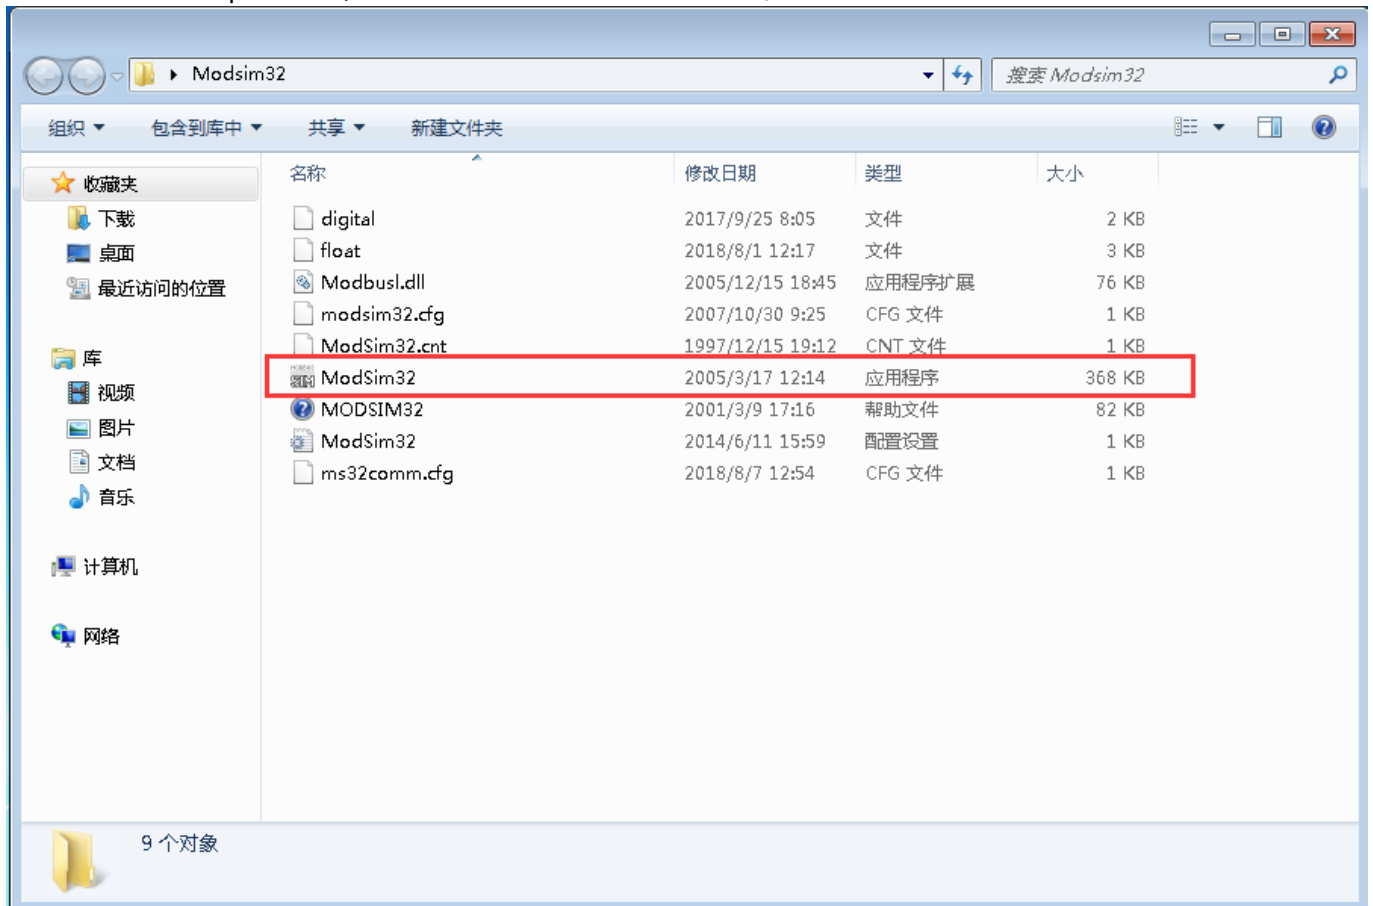 Modsim32
搜索 Modsim32
组织 包含到库中 共享 新建文件夹
名称 修改日期 类型 大小
收藏夹
下载
桌面
最近访问的位置
库
视频
图片
文档
音乐
计算机
网络
digital 2017/9/25 8:05 文件 2 KB
float 2018/8/1 12:17 文件 3 KB
Modbusl.dll 2005/12/15 18:45 应用程序扩展 76 KB
modsim32.cfg 2007/10/30 9:25 CFG 文件 1 KB
ModSim32.cnt 1997/12/15 19:12 CNT 文件 1 KB
ModSim32 2005/3/17 12:14 应用程序 368 KB
MODSIM32 2001/3/9 17:16 帮助文件 82 KB
ModSim32 2014/6/11 15:59 配置设置 1 KB
ms32comm.cfg 2018/8/7 12:54 CFG 文件 1 KB
9 个对象